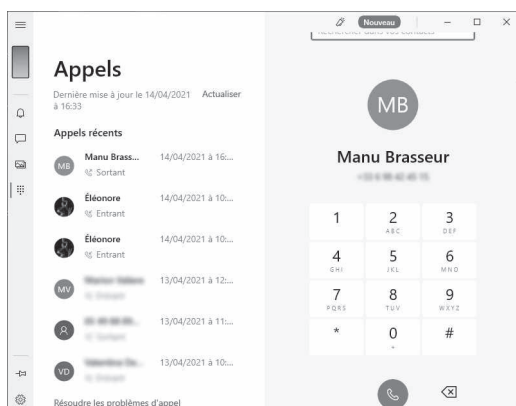 Nouveau
Appels
Dernière mise à jour le 14/04/2021 Actualiser
à 16:33
Appels récents
MB Manu Brass... 14/04/2021 à 16:...
Sortant
Éléonore 14/04/2021 à 10:...
Entrant
Éléonore 14/04/2021 à 10:...
Entrant
MV 13/04/2021 à 12:...
13/04/2021 à 11:...
VD 13/04/2021 à 10:...
Résoudre les problèmes d'appel
MB
Manu Brasseur
1 2 3
ABC DEF
4 5 6
GHI JKL MNO
7 8 9
PQRS TUV WXYZ
* 0 #
+